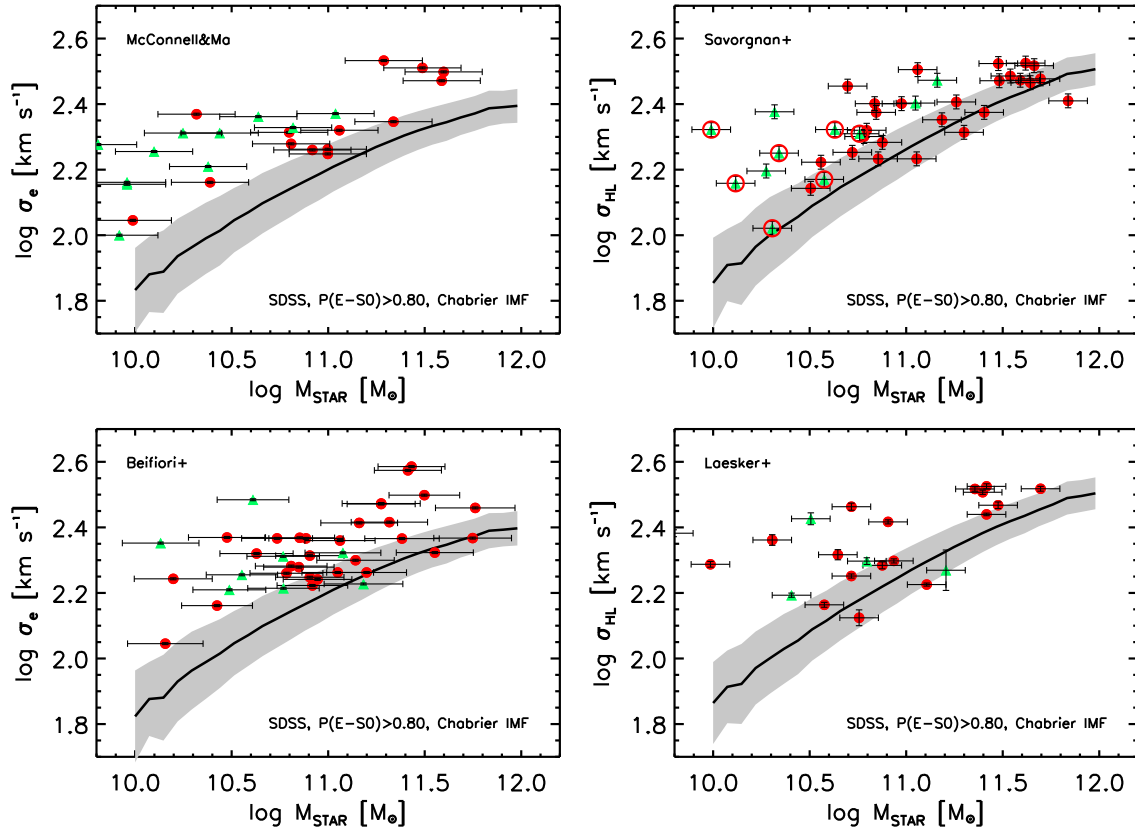 McConnell&Ma
2.6
2.4
2.2
2.0
1.8
log σe [km s⁻¹]
SDSS, P(E-S0)>0.80, Chabrier IMF
10.0 10.5 11.0 11.5 12.0
log MSTAR [M⊙]
Savorgnan+
2.6
2.4
2.2
2.0
1.8
log σHL [km s⁻¹]
SDSS, P(E-S0)>0.80, Chabrier IMF
10.0 10.5 11.0 11.5 12.0
log MSTAR [M⊙]
Beifiori+
2.6
2.4
2.2
2.0
1.8
log σe [km s⁻¹]
SDSS, P(E-S0)>0.80, Chabrier IMF
10.0 10.5 11.0 11.5 12.0
log MSTAR [M⊙]
Laesker+
2.6
2.4
2.2
2.0
1.8
log σHL [km s⁻¹]
SDSS, P(E-S0)>0.80, Chabrier IMF
10.0 10.5 11.0 11.5 12.0
log MSTAR [M⊙]